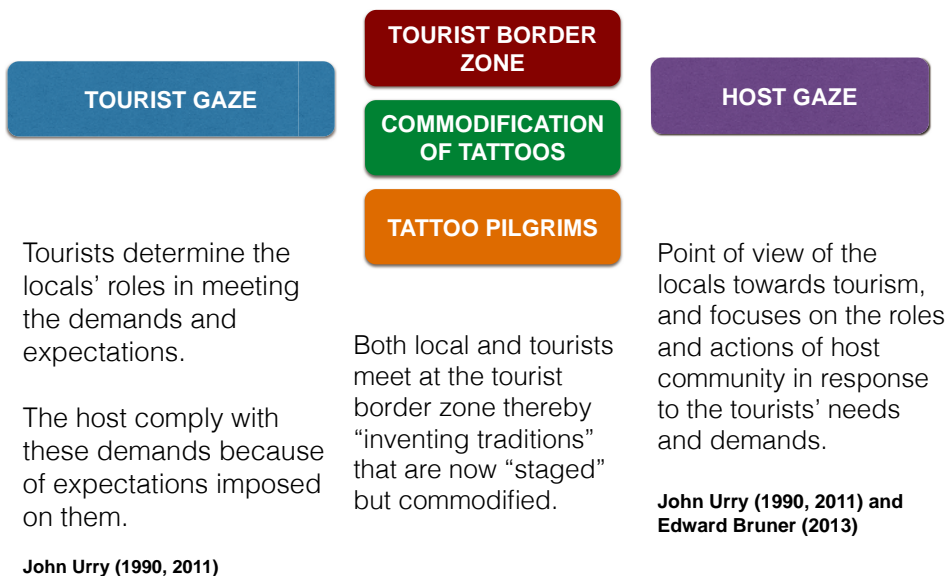 TOURIST GAZE
Tourists determine the
locals’ roles in meeting
the demands and
expectations.
The host comply with
these demands because
of expectations imposed
on them.
John Urry (1990, 2011)
TOURIST BORDER
ZONE
COMMODIFICATION
OF TATTOOS
TATTOO PILGRIMS
Both local and tourists
meet at the tourist
border zone thereby
“inventing traditions”
that are now “staged”
but commodified.
HOST GAZE
Point of view of the
locals towards tourism,
and focuses on the roles
and actions of host
community in response
to the tourists’ needs
and demands.
John Urry (1990, 2011) and
Edward Bruner (2013)